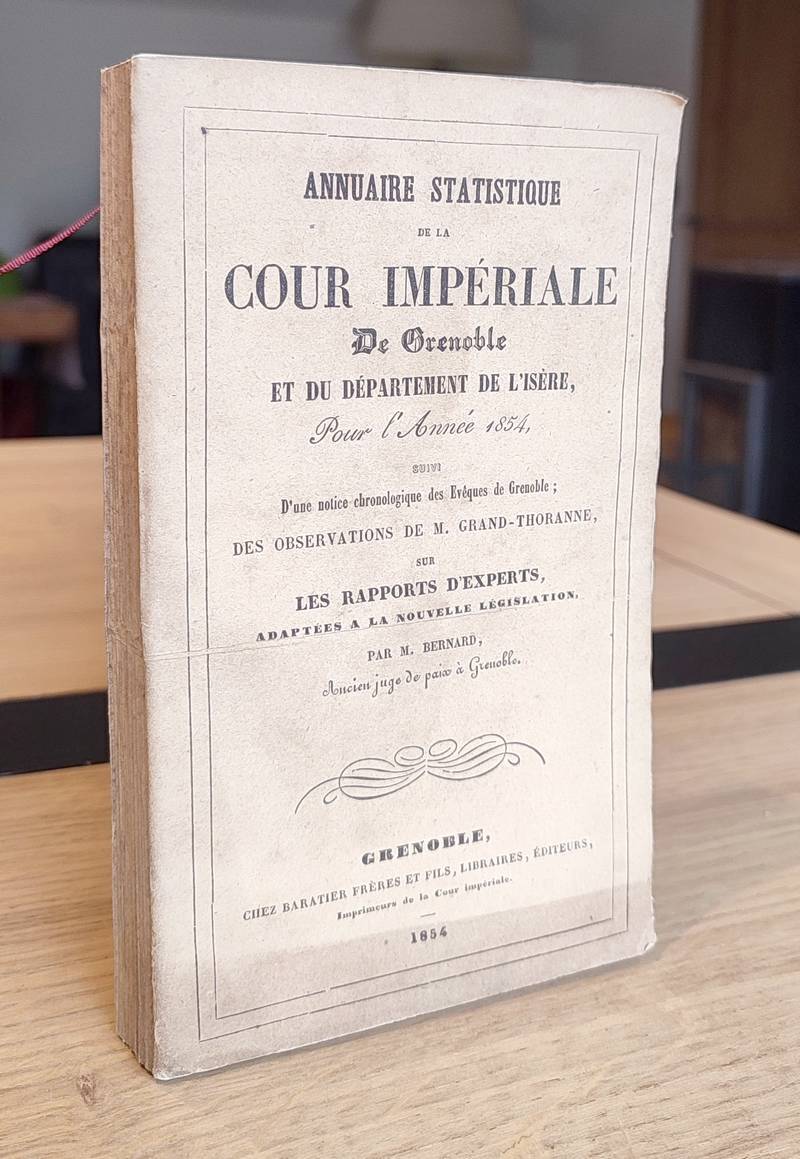 ANNUAIRE STATISTIQUE
DE LA
COUR IMPÉRIALE
De Grenoble
ET DU DÉPARTEMENT DE L'ISÈRE,
Pour l'Année 1854,
SUIVI
D'une notice chronologique des Evêques de Grenoble ;
DES OBSERVATIONS DE M. GRAND-THORANNE,
SUR
LES RAPPORTS D'EXPERTS,
ADAPTÉES A LA NOUVELLE LÉGISLATION,
PAR M. BERNARD,
Ancien juge de paix à Grenoble.
GRENOBLE,
CHEZ BARATIER FRÈRES ET FILS, LIBRAIRES, ÉDITEURS,
Imprimeurs de la Cour impériale.
1854